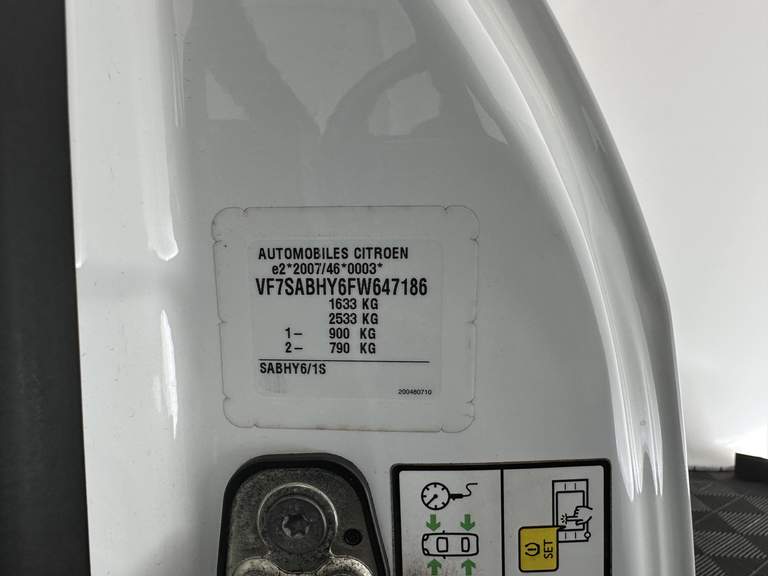 AUTOMOBILES CITROEN
e2*2007/46*0003*
VF7SABHY6FW647186
1633 KG
2533 KG
1– 900 KG
2– 790 KG
SABHY6/1S
200480710
SET